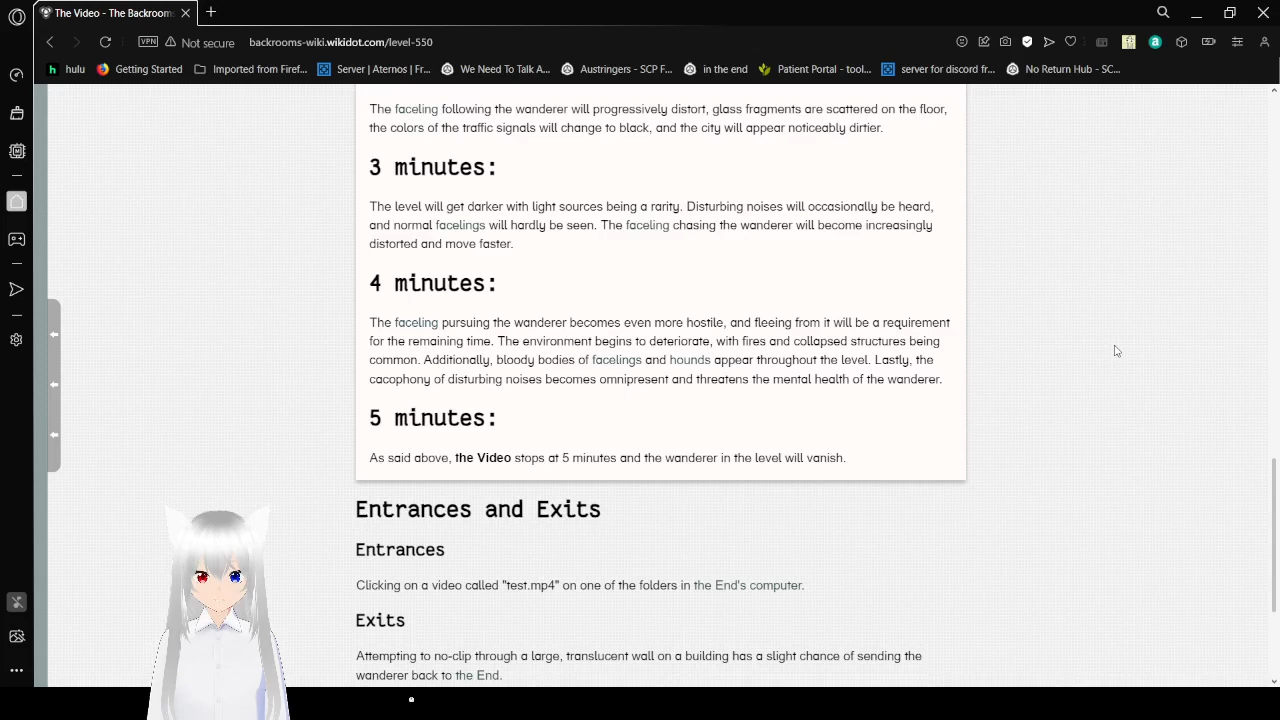 The Video - The Backrooms
VPN
Not secure
backrooms-wiki.wikidot.com/level-550
hulu
Getting Started
Imported from Firef...
Server | Aternos | Fr...
We Need To Talk A...
Austringers - SCP F...
in the end
Patient Portal - tool...
server for discord fr...
No Return Hub - SC...
The faceling following the wanderer will progressively distort, glass fragments are scattered on the floor,
the colors of the traffic signals will change to black, and the city will appear noticeably dirtier.
3 minutes:
The level will get darker with light sources being a rarity. Disturbing noises will occasionally be heard,
and normal facelings will hardly be seen. The faceling chasing the wanderer will become increasingly
distorted and move faster.
4 minutes:
The faceling pursuing the wanderer becomes even more hostile, and fleeing from it will be a requirement
for the remaining time. The environment begins to deteriorate, with fires and collapsed structures being
common. Additionally, bloody bodies of facelings and hounds appear throughout the level. Lastly, the
cacophony of disturbing noises becomes omnipresent and threatens the mental health of the wanderer.
5 minutes:
As said above, the Video stops at 5 minutes and the wanderer in the level will vanish.
Entrances and Exits
Entrances
Clicking on a video called "test.mp4" on one of the folders in the End's computer.
Exits
Attempting to no-clip through a large, translucent wall on a building has a slight chance of sending the
wanderer back to the End.